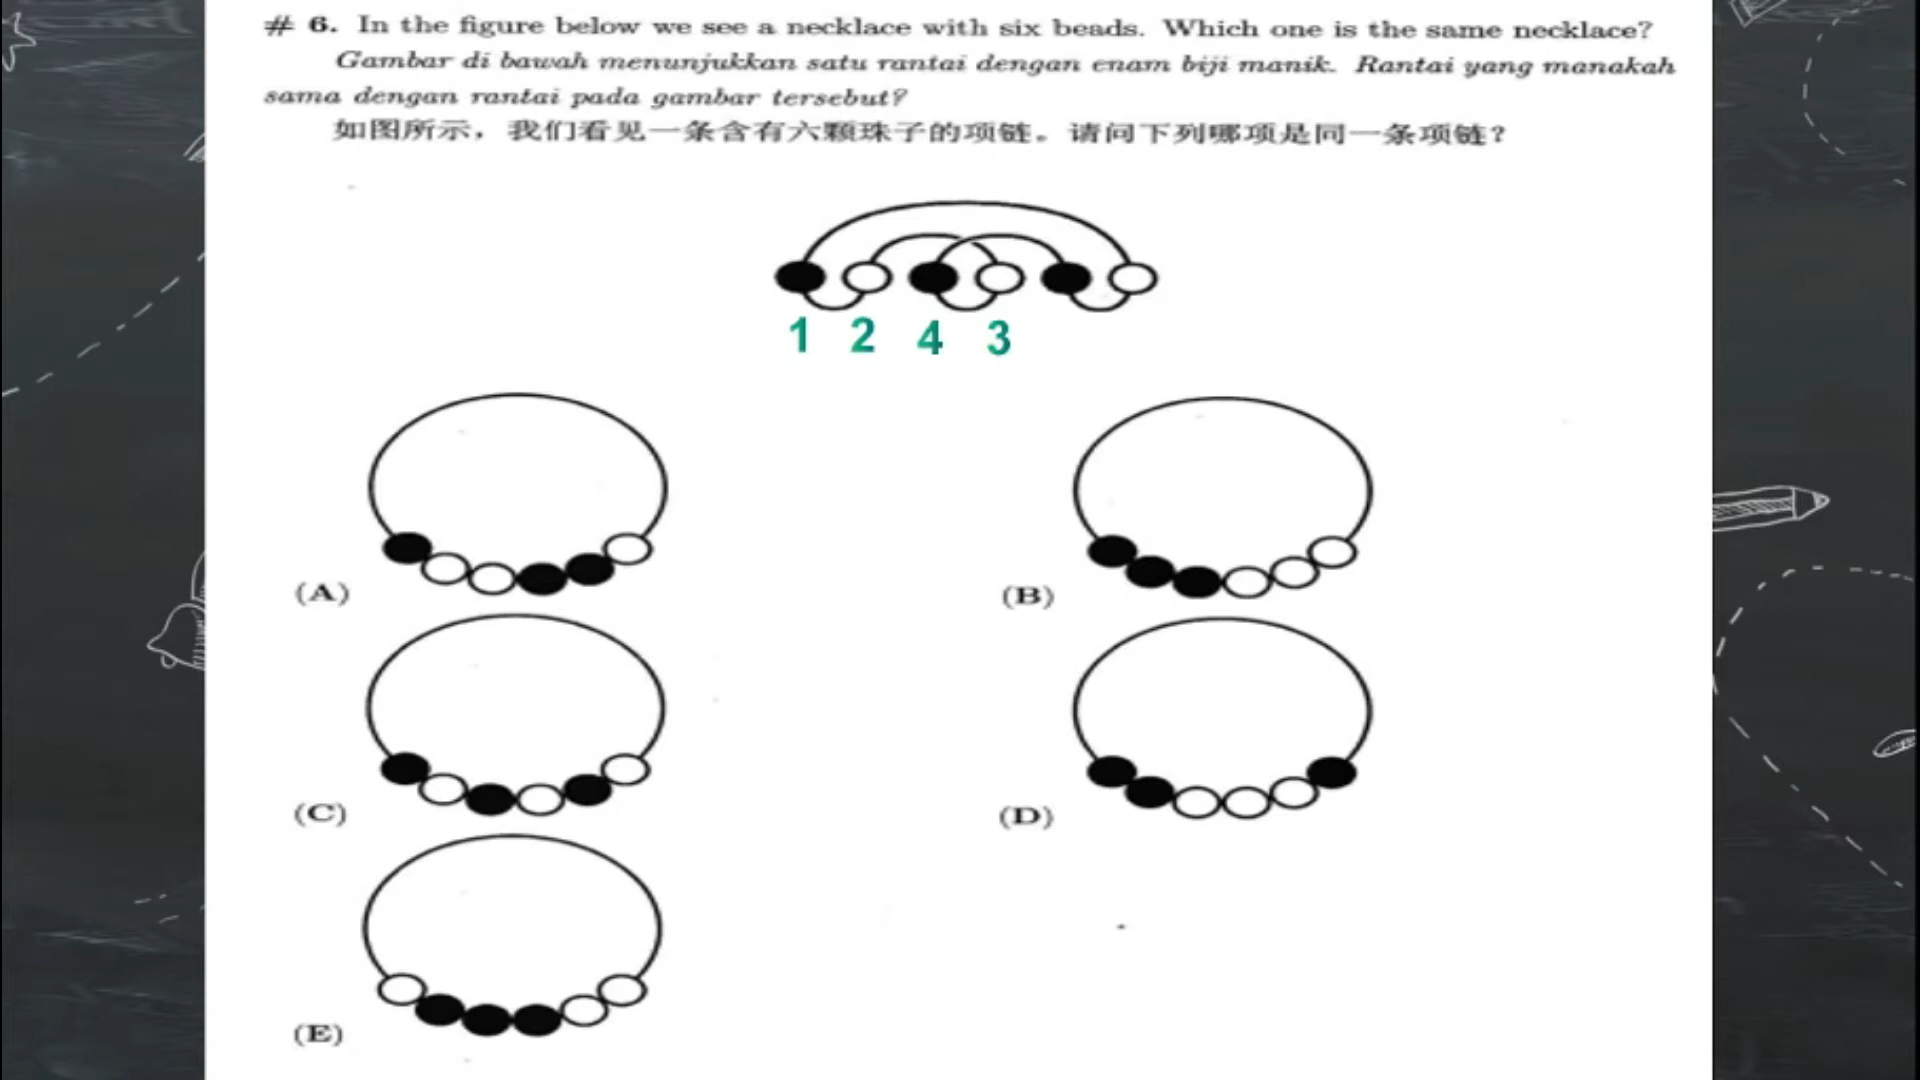 # 6. In the figure below we see a necklace with six beads. Which one is the same necklace?
Gambar di bawah menunjukkan satu rantai dengan enam biji manik. Rantai yang manakah
sama dengan rantai pada gambar tersebut?
如图所示，我们看见一条含有六颗珠子的项链。请问下列哪项是同一条项链？
1 2 4 3
(A)
(B)
(C)
(D)
(E)